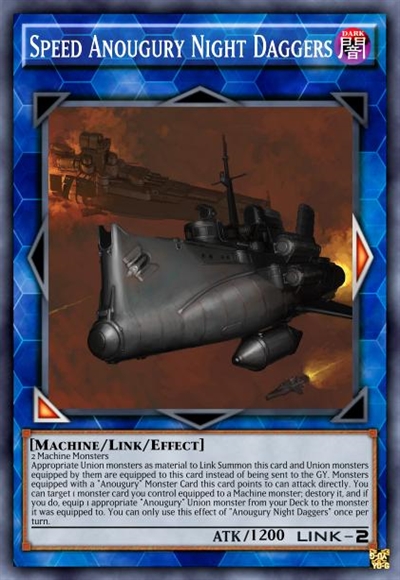 SPEED ANOUGURY NIGHT DAGGERS
DARK
闇
[MACHINE/LINK/EFFECT]
2 Machine Monsters
Appropriate Union monsters as material to Link Summon this card and Union monsters
equipped by them are equipped to this card instead of being sent to the GY. Monsters
equipped with a "Anougury" Monster Card this card points to can attack directly. You
can target 1 monster card you control equipped to a Machine monster; destory it, and if
you do, equip 1 appropriate "Anougury" Union monster from your Deck to the monster
it was equipped to. You can only use this effect of "Anougury Night Daggers" once per
turn.
ATK/1200 LINK-2